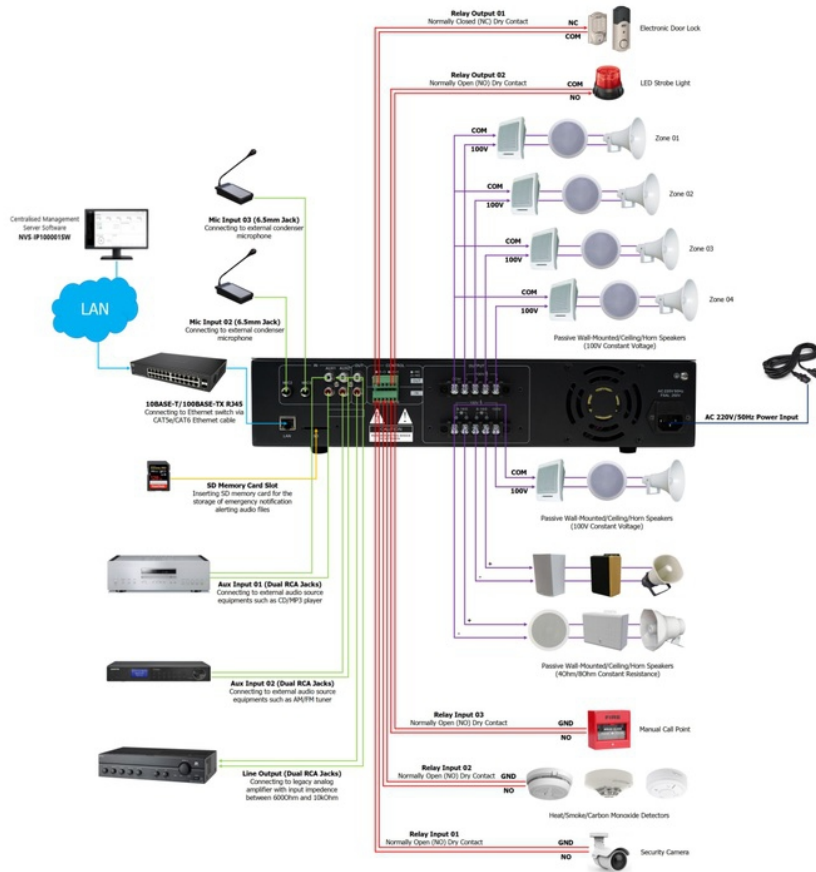 Relay Output 01
Normally Closed (NC) Dry Contact
NC
COM
Electronic Door Lock
Relay Output 02
Normally Open (NO) Dry Contact
COM
NO
LED Strobe Light
COM
100V
Zone 01
COM
100V
Zone 02
COM
100V
Zone 03
COM
100V
Zone 04
Passive Wall-Mounted/Ceiling/Horn Speakers
(100V Constant Voltage)
Mic Input 03 (6.5mm Jack)
Connecting to external condenser
microphone
Centralised Management
Server Software
NVS-IP100001SW
LAN
Mic Input 02 (6.5mm Jack)
Connecting to external condenser
microphone
10BASE-T/100BASE-TX RJ45
Connecting to Ethernet switch via
CAT5e/CAT6 Ethernet cable
AC 220V/50Hz Power Input
LAN
AUX1
AUX2
OUT
CONTROL
OUTPUT
CAUTION
SD Memory Card Slot
Inserting SD memory card for the
storage of emergency notification
alerting audio files
COM
100V
Passive Wall-Mounted/Ceiling/Horn Speakers
(100V Constant Voltage)
Aux Input 01 (Dual RCA Jacks)
Connecting to external audio source
equipments such as CD/MP3 player
+
-
+
-
Passive Wall-Mounted/Ceiling/Horn Speakers
(4Ohm/8Ohm Constant Resistance)
Aux Input 02 (Dual RCA Jacks)
Connecting to external audio source
equipments such as AM/FM tuner
Relay Input 03
Normally Open (NO) Dry Contact
GND
NO
FIRE
Manual Call Point
Line Output (Dual RCA Jacks)
Connecting to legacy analog
amplifier with input impedence
between 600Ohm and 10kOhm
Relay Input 02
Normally Open (NO) Dry Contact
GND
NO
Heat/Smoke/Carbon Monoxide Detectors
Relay Input 01
Normally Open (NO) Dry Contact
GND
NO
Security Camera